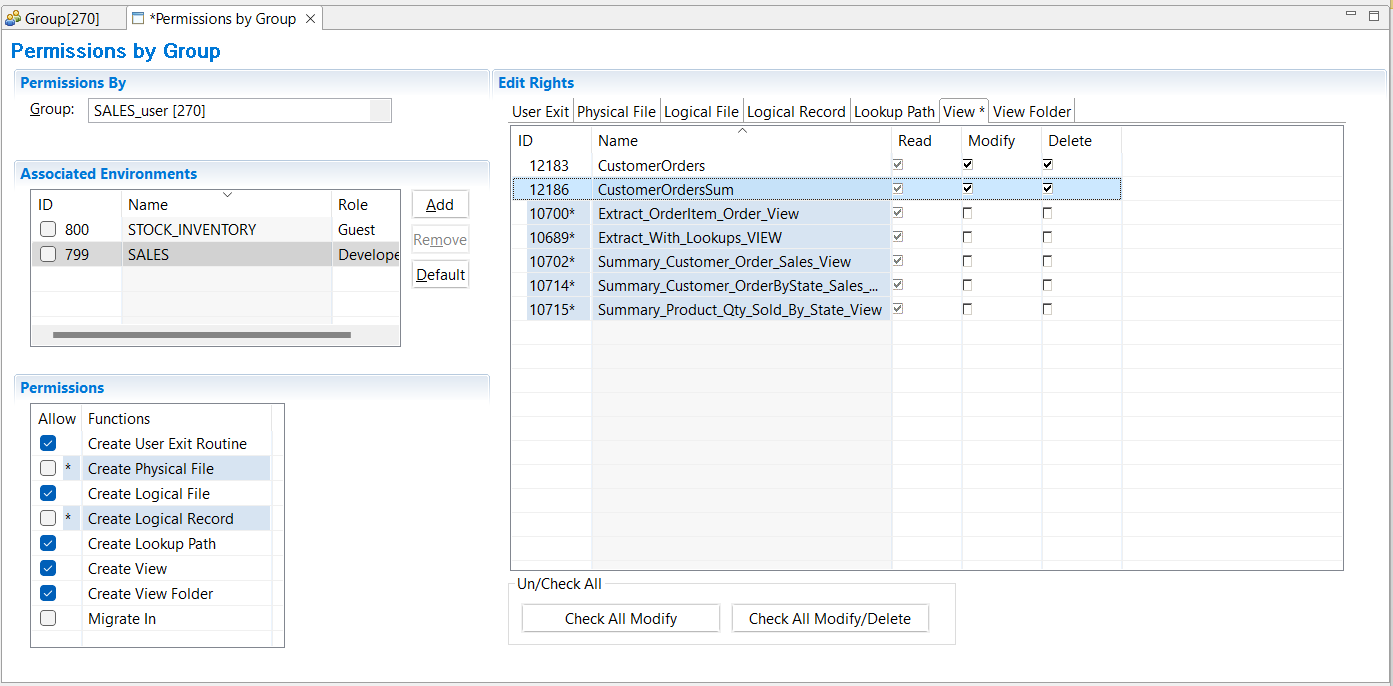 Group[270]
*Permissions by Group
Permissions by Group
Permissions By
Group: SALES_user [270]
Associated Environments
ID Name Role
800 STOCK_INVENTORY Guest
799 SALES Develope
Add
Remove
Default
Permissions
Allow Functions
Create User Exit Routine
* Create Physical File
Create Logical File
* Create Logical Record
Create Lookup Path
Create View
Create View Folder
Migrate In
Edit Rights
User Exit Physical File Logical File Logical Record Lookup Path View * View Folder
ID Name Read Modify Delete
12183 CustomerOrders
12186 CustomerOrdersSum
10700* Extract_OrderItem_Order_View
10689* Extract_With_Lookups_VIEW
10702* Summary_Customer_Order_Sales_View
10714* Summary_Customer_OrderByState_Sales_...
10715* Summary_Product_Qty_Sold_By_State_View
Un/Check All
Check All Modify Check All Modify/Delete